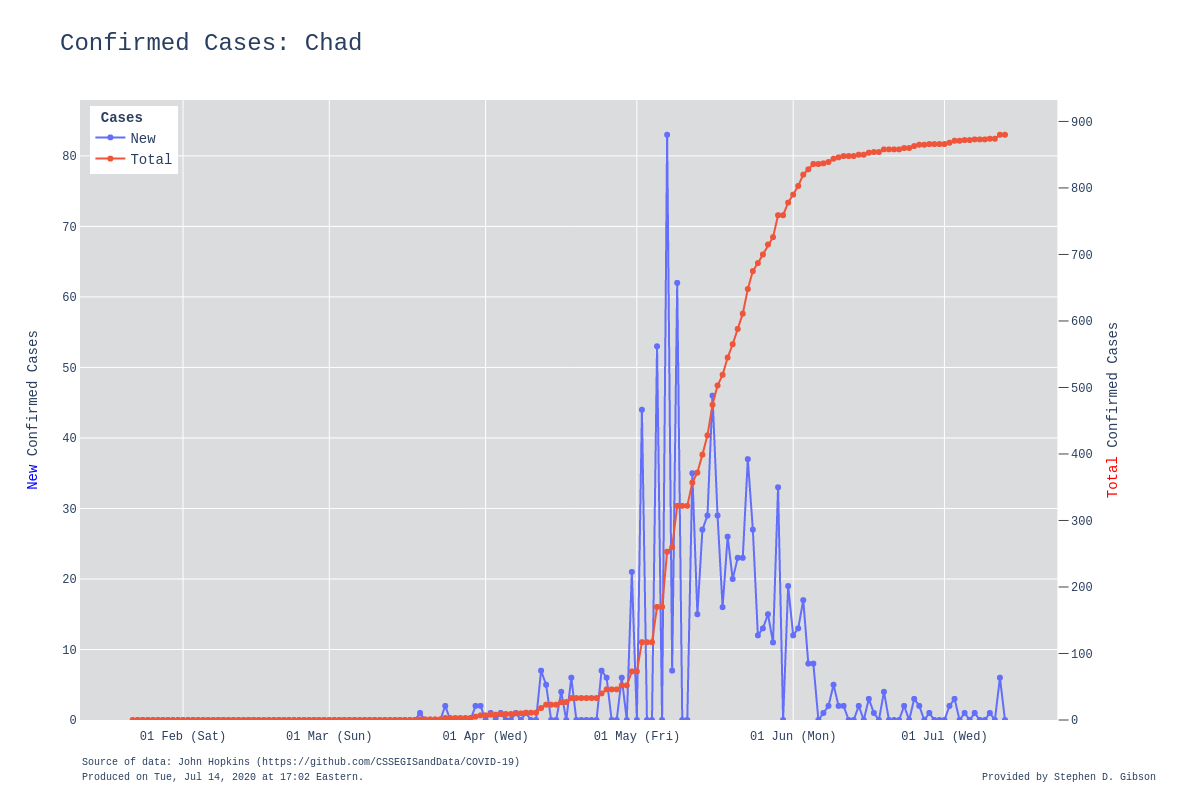 Confirmed Cases: Chad
Cases
New
Total
80
70
60
50
40
30
20
10
0
900
800
700
600
500
400
300
200
100
0
New Confirmed Cases
Total Confirmed Cases
01 Feb (Sat)
01 Mar (Sun)
01 Apr (Wed)
01 May (Fri)
01 Jun (Mon)
01 Jul (Wed)
Source of data: John Hopkins (https://github.com/CSSEGISandData/COVID-19)
Produced on Tue, Jul 14, 2020 at 17:02 Eastern.
Provided by Stephen D. Gibson